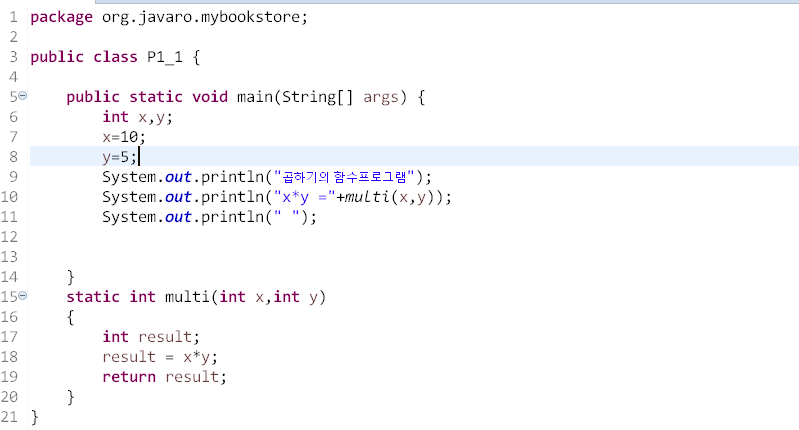 1 package org.javaro.mybookstore;
2
3 public class P1_1 {
4
5 public static void main(String[] args) {
6 int x,y;
7 x=10;
8 y=5;
9 System.out.println("곱하기의 함수프로그램");
10 System.out.println("x*y ="+multi(x,y));
11 System.out.println(" ");
12
13
14 }
15 static int multi(int x,int y)
16 {
17 int result;
18 result = x*y;
19 return result;
20 }
21 }